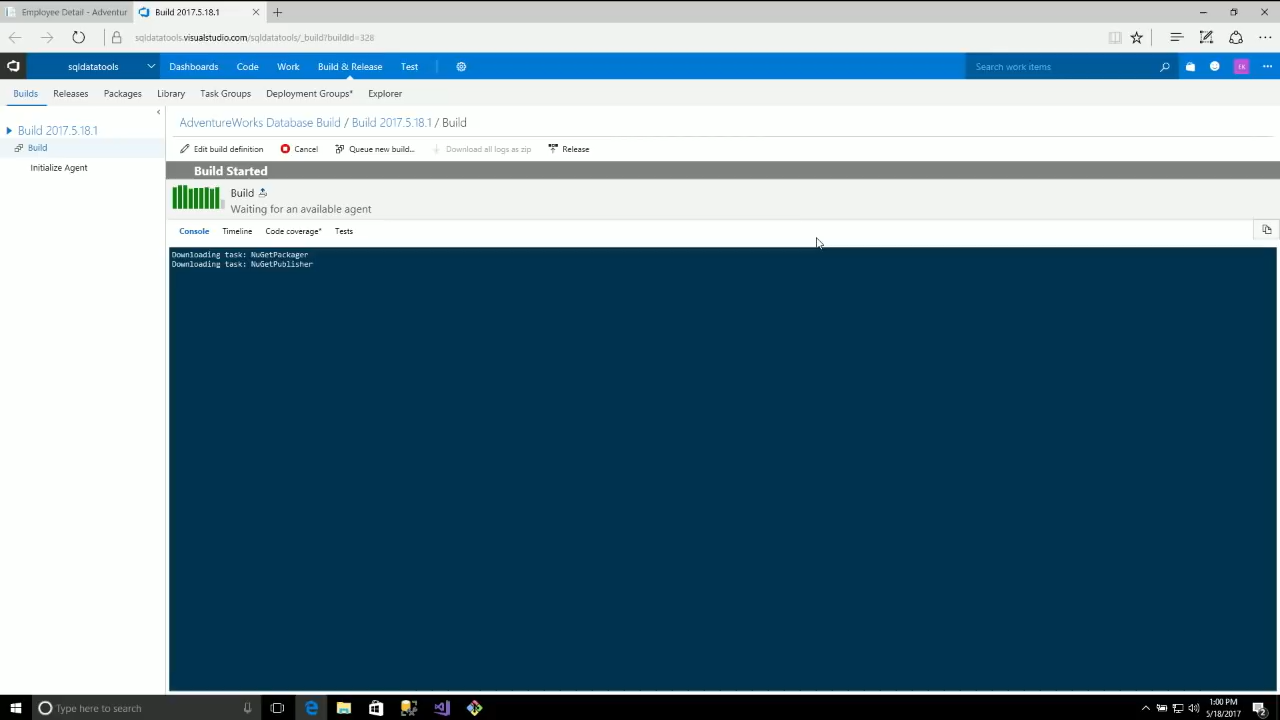 Employee Detail - Adventur
Build 2017.5.18.1
sqldatatools.visualstudio.com/sqldatatools/_build?buildId=328
sqldatatools Dashboards Code Work Build & Release Test Search work items
Builds Releases Packages Library Task Groups Deployment Groups* Explorer
Build 2017.5.18.1
Build
Initialize Agent
AdventureWorks Database Build / Build 2017.5.18.1 / Build
Edit build definition Cancel Queue new build... Download all logs as zip Release
Build Started
Build
Waiting for an available agent
Console Timeline Code coverage* Tests
Downloading task: NuGetPackager
Downloading task: NuGetPublisher
Type here to search
1:00 PM
5/18/2017
2